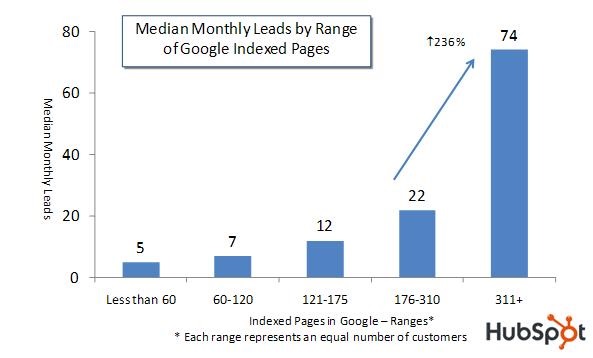 Median Monthly Leads by Range
of Google Indexed Pages
↑236%
80
60
40
20
0
Median Monthly Leads
5
7
12
22
74
Less than 60
60-120
121-175
176-310
311+
Indexed Pages in Google – Ranges*
* Each range represents an equal number of customers
HubSpot